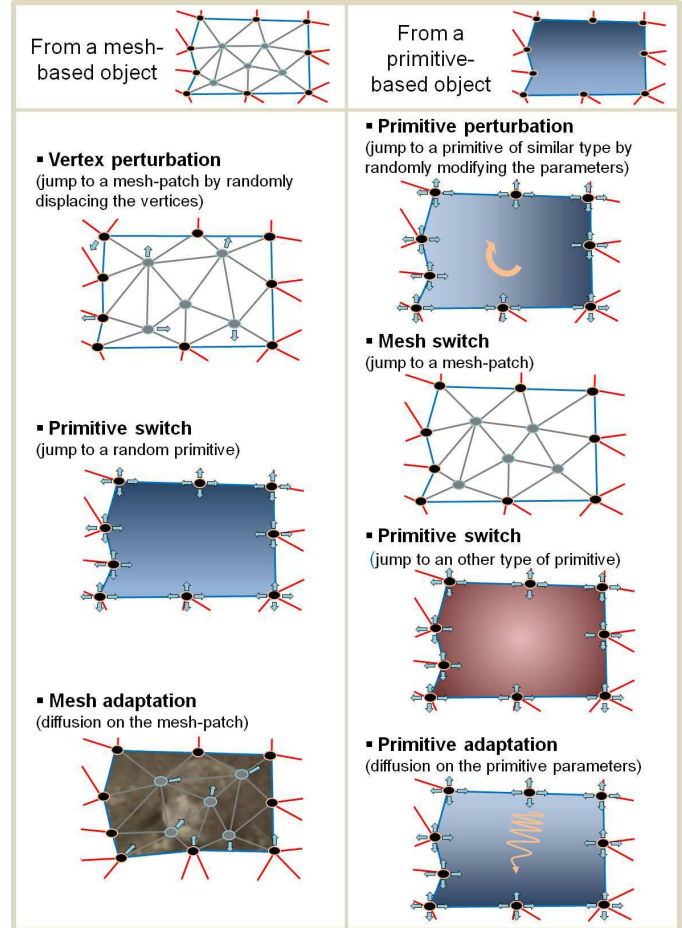 From a mesh-
based object
From a
primitive-
based object
▪ Vertex perturbation
(jump to a mesh-patch by randomly
displacing the vertices)
▪ Primitive switch
(jump to a random primitive)
▪ Mesh adaptation
(diffusion on the mesh-patch)
▪ Primitive perturbation
(jump to a primitive of similar type by
randomly modifying the parameters)
▪ Mesh switch
(jump to a mesh-patch)
▪ Primitive switch
(jump to an other type of primitive)
▪ Primitive adaptation
(diffusion on the primitive parameters)